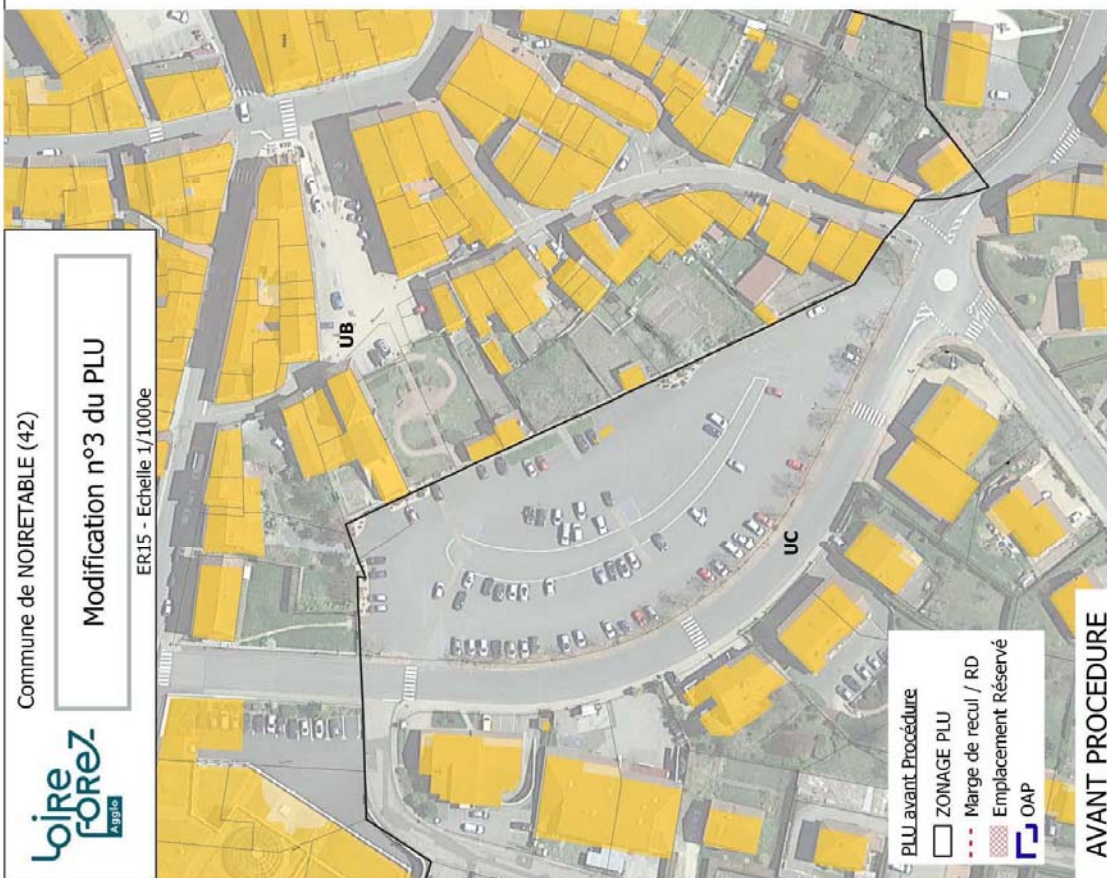 Commune de NOIRETABLE (42)
LOiRe
FOReZ
Agglo
Modification n°3 du PLU
ER15 - Echelle 1/1000e
UB
UC
PLU avant Procédure
ZONAGE PLU
Marge de recul / RD
Emplacement Réservé
OAP
AVANT PROCEDURE